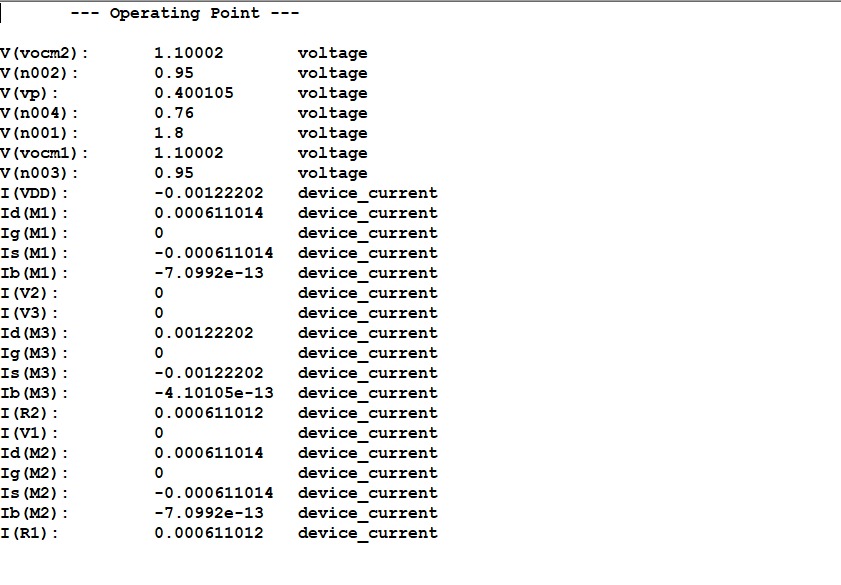 --- Operating Point ---
V(vocm2): 1.10002 voltage
V(n002): 0.95 voltage
V(vp): 0.400105 voltage
V(n004): 0.76 voltage
V(n001): 1.8 voltage
V(vocm1): 1.10002 voltage
V(n003): 0.95 voltage
I(VDD): -0.00122202 device_current
Id(M1): 0.000611014 device_current
Ig(M1): 0 device_current
Is(M1): -0.000611014 device_current
Ib(M1): -7.0992e-13 device_current
I(V2): 0 device_current
I(V3): 0 device_current
Id(M3): 0.00122202 device_current
Ig(M3): 0 device_current
Is(M3): -0.00122202 device_current
Ib(M3): -4.10105e-13 device_current
I(R2): 0.000611012 device_current
I(V1): 0 device_current
Id(M2): 0.000611014 device_current
Ig(M2): 0 device_current
Is(M2): -0.000611014 device_current
Ib(M2): -7.0992e-13 device_current
I(R1): 0.000611012 device_current